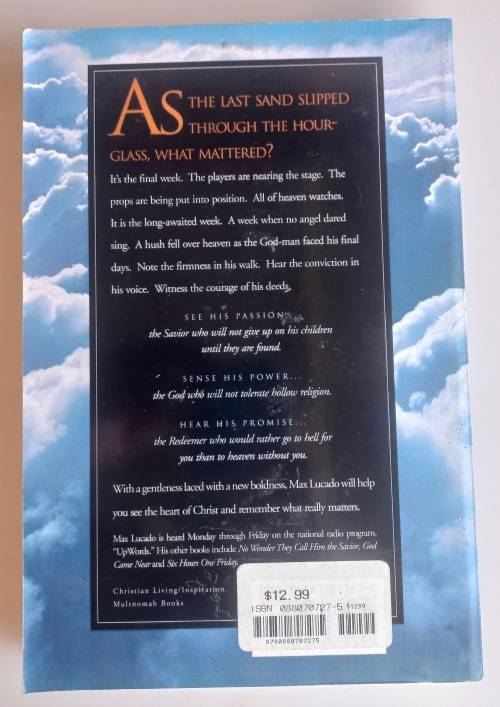 AS THE LAST SAND SLIPPED
THROUGH THE HOUR-
GLASS, WHAT MATTERED?
It's the final week. The players are nearing the stage. The
props are being put into position. All of heaven watches.
It is the long-awaited week. A week when no angel dared
sing. A hush fell over heaven as the God-man faced his final
days. Note the firmness in his walk. Hear the conviction in
his voice. Witness the courage of his deeds.
SEE HIS PASSION...
the Savior who will not give up on his children
until they are found.
SENSE HIS POWER...
the God who will not tolerate hollow religion.
HEAR HIS PROMISE...
the Redeemer who would rather go to hell for
you than to heaven without you.
With a gentleness laced with a new boldness, Max Lucado will help
you see the heart of Christ and remember what really matters.
Max Lucado is heard Monday through Friday on the national radio program,
"UpWords." His other books include No Wonder They Call Him the Savior, God
Came Near and Six Hours One Friday.
Christian Living/Inspiration
Multnomah Books
$12.99
ISBN 088070727-5 $1299
9780880707275